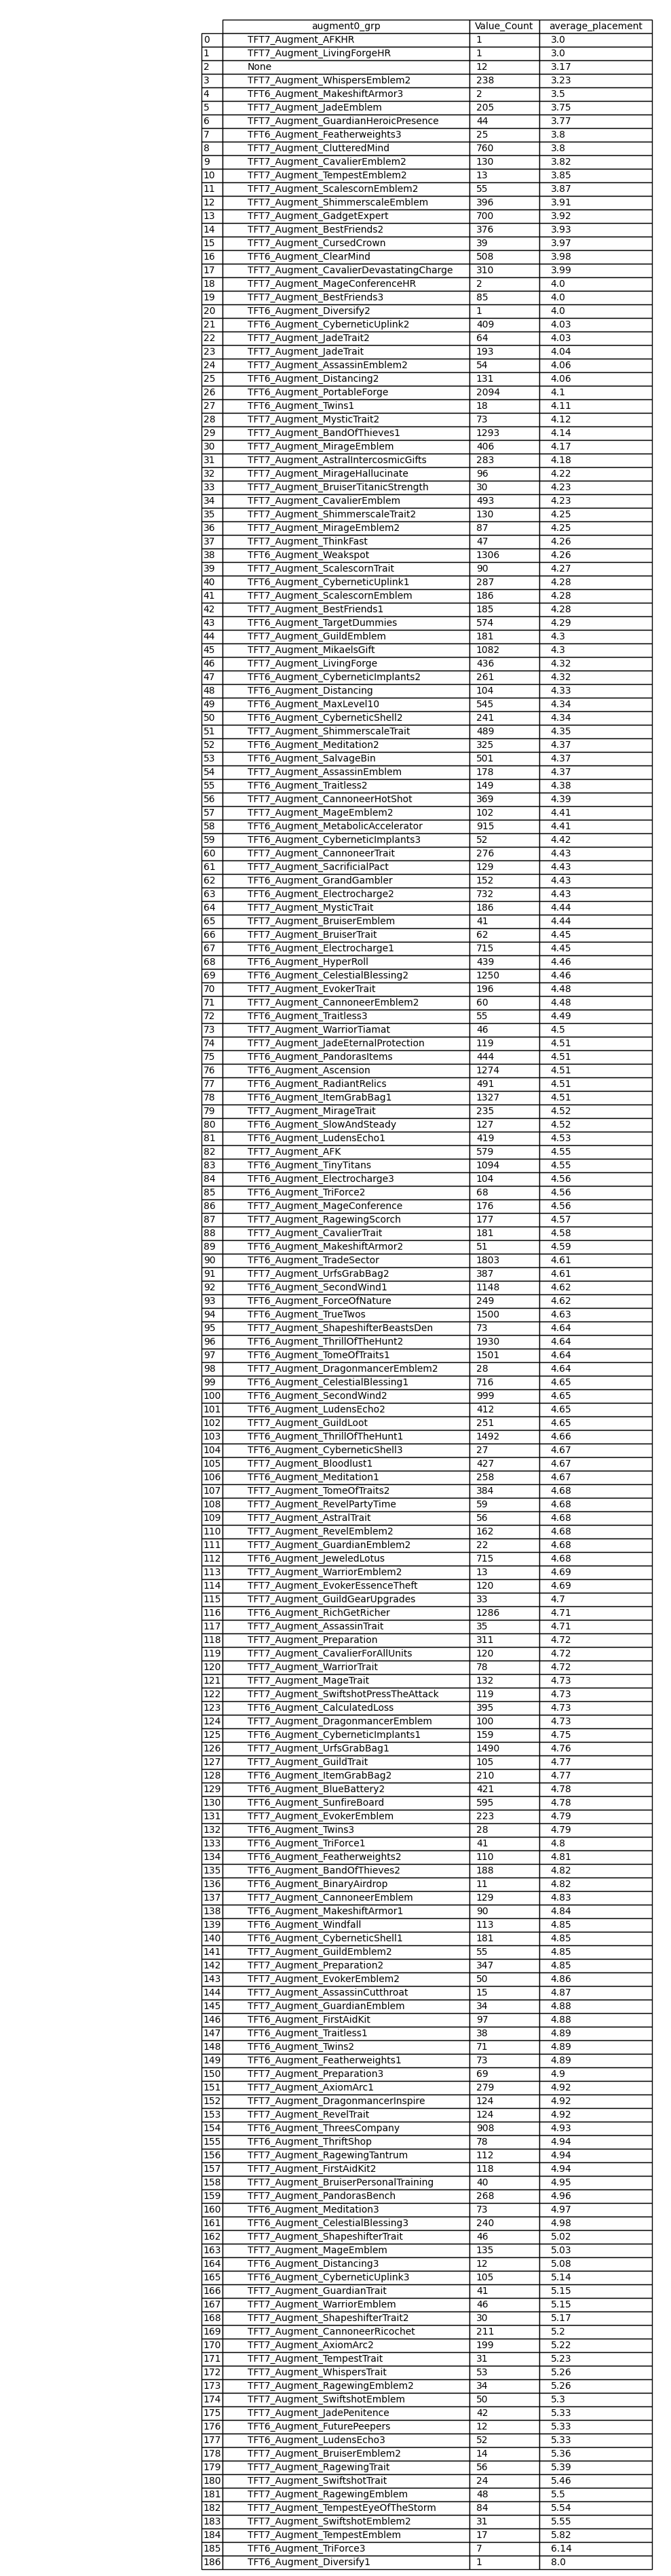 augment0_grp Value_Count average_placement
0 TFT7_Augment_AFKHR 1 3.0
1 TFT7_Augment_LivingForgeHR 1 3.0
2 None 12 3.17
3 TFT7_Augment_WhispersEmblem2 238 3.23
4 TFT6_Augment_MakeshiftArmor3 2 3.5
5 TFT7_Augment_JadeEmblem 205 3.75
6 TFT7_Augment_GuardianHeroicPresence 44 3.77
7 TFT6_Augment_Featherweights3 25 3.8
8 TFT7_Augment_ClutteredMind 760 3.8
9 TFT7_Augment_CavalierEmblem2 130 3.82
10 TFT7_Augment_TempestEmblem2 13 3.85
11 TFT7_Augment_ScalescornEmblem2 55 3.87
12 TFT7_Augment_ShimmerscaleEmblem 396 3.91
13 TFT7_Augment_GadgetExpert 700 3.92
14 TFT7_Augment_BestFriends2 376 3.93
15 TFT7_Augment_CursedCrown 39 3.97
16 TFT6_Augment_ClearMind 508 3.98
17 TFT7_Augment_CavalierDevastatingCharge 310 3.99
18 TFT7_Augment_MageConferenceHR 2 4.0
19 TFT7_Augment_BestFriends3 85 4.0
20 TFT6_Augment_Diversify2 1 4.0
21 TFT6_Augment_CyberneticUplink2 409 4.03
22 TFT7_Augment_JadeTrait2 64 4.03
23 TFT7_Augment_JadeTrait 193 4.04
24 TFT7_Augment_AssassinEmblem2 54 4.06
25 TFT6_Augment_Distancing2 131 4.06
26 TFT6_Augment_PortableForge 2094 4.1
27 TFT6_Augment_Twins1 18 4.11
28 TFT7_Augment_MysticTrait2 73 4.12
29 TFT7_Augment_BandOfThieves1 1293 4.14
30 TFT7_Augment_MirageEmblem 406 4.17
31 TFT7_Augment_AstralIntercosmicGifts 283 4.18
32 TFT7_Augment_MirageHallucinate 96 4.22
33 TFT7_Augment_BruiserTitanicStrength 30 4.23
34 TFT7_Augment_CavalierEmblem 493 4.23
35 TFT7_Augment_ShimmerscaleTrait2 130 4.25
36 TFT7_Augment_MirageEmblem2 87 4.25
37 TFT7_Augment_ThinkFast 47 4.26
38 TFT6_Augment_Weakspot 1306 4.26
39 TFT7_Augment_ScalescornTrait 90 4.27
40 TFT6_Augment_CyberneticUplink1 287 4.28
41 TFT7_Augment_ScalescornEmblem 186 4.28
42 TFT7_Augment_BestFriends1 185 4.28
43 TFT6_Augment_TargetDummies 574 4.29
44 TFT7_Augment_GuildEmblem 181 4.3
45 TFT7_Augment_MikaelsGift 1082 4.3
46 TFT7_Augment_LivingForge 436 4.32
47 TFT6_Augment_CyberneticImplants2 261 4.32
48 TFT6_Augment_Distancing 104 4.33
49 TFT6_Augment_MaxLevel10 545 4.34
50 TFT6_Augment_CyberneticShell2 241 4.34
51 TFT7_Augment_ShimmerscaleTrait 489 4.35
52 TFT6_Augment_Meditation2 325 4.37
53 TFT6_Augment_SalvageBin 501 4.37
54 TFT7_Augment_AssassinEmblem 178 4.37
55 TFT6_Augment_Traitless2 149 4.38
56 TFT7_Augment_CannoneerHotShot 369 4.39
57 TFT7_Augment_MageEmblem2 102 4.41
58 TFT6_Augment_MetabolicAccelerator 915 4.41
59 TFT6_Augment_CyberneticImplants3 52 4.42
60 TFT7_Augment_CannoneerTrait 276 4.43
61 TFT7_Augment_SacrificialPact 129 4.43
62 TFT6_Augment_GrandGambler 152 4.43
63 TFT6_Augment_Electrocharge2 732 4.43
64 TFT7_Augment_MysticTrait 186 4.44
65 TFT7_Augment_BruiserEmblem 41 4.44
66 TFT7_Augment_BruiserTrait 62 4.45
67 TFT6_Augment_Electrocharge1 715 4.45
68 TFT6_Augment_HyperRoll 439 4.46
69 TFT6_Augment_CelestialBlessing2 1250 4.46
70 TFT7_Augment_EvokerTrait 196 4.48
71 TFT7_Augment_CannoneerEmblem2 60 4.48
72 TFT6_Augment_Traitless3 55 4.49
73 TFT7_Augment_WarriorTiamat 46 4.5
74 TFT7_Augment_JadeEternalProtection 119 4.51
75 TFT6_Augment_PandorasItems 444 4.51
76 TFT6_Augment_Ascension 1274 4.51
77 TFT6_Augment_RadiantRelics 491 4.51
78 TFT6_Augment_ItemGrabBag1 1327 4.51
79 TFT7_Augment_MirageTrait 235 4.52
80 TFT6_Augment_SlowAndSteady 127 4.52
81 TFT6_Augment_LudensEcho1 419 4.53
82 TFT7_Augment_AFK 579 4.55
83 TFT6_Augment_TinyTitans 1094 4.55
84 TFT6_Augment_Electrocharge3 104 4.56
85 TFT6_Augment_TriForce2 68 4.56
86 TFT7_Augment_MageConference 176 4.56
87 TFT7_Augment_RagewingScorch 177 4.57
88 TFT7_Augment_CavalierTrait 181 4.58
89 TFT6_Augment_MakeshiftArmor2 51 4.59
90 TFT6_Augment_TradeSector 1803 4.61
91 TFT7_Augment_UrfsGrabBag2 387 4.61
92 TFT6_Augment_SecondWind1 1148 4.62
93 TFT6_Augment_ForceOfNature 249 4.62
94 TFT6_Augment_TrueTwos 1500 4.63
95 TFT7_Augment_ShapeshifterBeastsDen 73 4.64
96 TFT6_Augment_ThrillOfTheHunt2 1930 4.64
97 TFT6_Augment_TomeOfTraits1 1501 4.64
98 TFT7_Augment_DragonmancerEmblem2 28 4.64
99 TFT6_Augment_CelestialBlessing1 716 4.65
100 TFT6_Augment_SecondWind2 999 4.65
101 TFT6_Augment_LudensEcho2 412 4.65
102 TFT7_Augment_GuildLoot 251 4.65
103 TFT6_Augment_ThrillOfTheHunt1 1492 4.66
104 TFT6_Augment_CyberneticShell3 27 4.67
105 TFT7_Augment_Bloodlust1 427 4.67
106 TFT6_Augment_Meditation1 258 4.67
107 TFT7_Augment_TomeOfTraits2 384 4.68
108 TFT7_Augment_RevelPartyTime 59 4.68
109 TFT7_Augment_AstralTrait 56 4.68
110 TFT7_Augment_RevelEmblem2 162 4.68
111 TFT7_Augment_GuardianEmblem2 22 4.68
112 TFT6_Augment_JeweledLotus 715 4.68
113 TFT7_Augment_WarriorEmblem2 13 4.69
114 TFT7_Augment_EvokerEssenceTheft 120 4.69
115 TFT7_Augment_GuildGearUpgrades 33 4.7
116 TFT6_Augment_RichGetRicher 1286 4.71
117 TFT7_Augment_AssassinTrait 35 4.71
118 TFT7_Augment_Preparation 311 4.72
119 TFT7_Augment_CavalierForAllUnits 120 4.72
120 TFT7_Augment_WarriorTrait 78 4.72
121 TFT7_Augment_MageTrait 132 4.73
122 TFT7_Augment_SwiftshotPressTheAttack 119 4.73
123 TFT6_Augment_CalculatedLoss 395 4.73
124 TFT7_Augment_DragonmancerEmblem 100 4.73
125 TFT6_Augment_CyberneticImplants1 159 4.75
126 TFT7_Augment_UrfsGrabBag1 1490 4.76
127 TFT7_Augment_GuildTrait 105 4.77
128 TFT6_Augment_ItemGrabBag2 210 4.77
129 TFT7_Augment_BlueBattery2 421 4.78
130 TFT6_Augment_SunfireBoard 595 4.78
131 TFT7_Augment_EvokerEmblem 223 4.79
132 TFT6_Augment_Twins3 28 4.79
133 TFT6_Augment_TriForce1 41 4.8
134 TFT6_Augment_Featherweights2 110 4.81
135 TFT7_Augment_BandOfThieves2 188 4.82
136 TFT6_Augment_BinaryAirdrop 11 4.82
137 TFT7_Augment_CannoneerEmblem 129 4.83
138 TFT6_Augment_MakeshiftArmor1 90 4.84
139 TFT6_Augment_Windfall 113 4.85
140 TFT6_Augment_CyberneticShell1 181 4.85
141 TFT7_Augment_GuildEmblem2 55 4.85
142 TFT7_Augment_Preparation2 347 4.85
143 TFT7_Augment_EvokerEmblem2 50 4.86
144 TFT7_Augment_AssassinCutthroat 15 4.87
145 TFT7_Augment_GuardianEmblem 34 4.88
146 TFT6_Augment_FirstAidKit 97 4.88
147 TFT6_Augment_Traitless1 38 4.89
148 TFT6_Augment_Twins2 71 4.89
149 TFT6_Augment_Featherweights1 73 4.89
150 TFT7_Augment_Preparation3 69 4.9
151 TFT7_Augment_AxiomArc1 279 4.92
152 TFT7_Augment_DragonmancerInspire 124 4.92
153 TFT7_Augment_RevelTrait 124 4.92
154 TFT6_Augment_ThreesCompany 908 4.93
155 TFT6_Augment_ThriftShop 78 4.94
156 TFT7_Augment_RagewingTantrum 112 4.94
157 TFT7_Augment_FirstAidKit2 118 4.94
158 TFT7_Augment_BruiserPersonalTraining 40 4.95
159 TFT7_Augment_PandorasBench 268 4.96
160 TFT6_Augment_Meditation3 73 4.97
161 TFT6_Augment_CelestialBlessing3 240 4.98
162 TFT7_Augment_ShapeshifterTrait 46 5.02
163 TFT7_Augment_MageEmblem 135 5.03
164 TFT6_Augment_Distancing3 12 5.08
165 TFT6_Augment_CyberneticUplink3 105 5.14
166 TFT7_Augment_GuardianTrait 41 5.15
167 TFT7_Augment_WarriorEmblem 46 5.15
168 TFT7_Augment_ShapeshifterTrait2 30 5.17
169 TFT7_Augment_CannoneerRicochet 211 5.2
170 TFT7_Augment_AxiomArc2 199 5.22
171 TFT7_Augment_TempestTrait 31 5.23
172 TFT7_Augment_WhispersTrait 53 5.26
173 TFT7_Augment_RagewingEmblem2 34 5.26
174 TFT7_Augment_SwiftshotEmblem 50 5.3
175 TFT7_Augment_JadePenitence 42 5.33
176 TFT6_Augment_FuturePeepers 12 5.33
177 TFT6_Augment_LudensEcho3 52 5.33
178 TFT7_Augment_BruiserEmblem2 14 5.36
179 TFT7_Augment_RagewingTrait 56 5.39
180 TFT7_Augment_SwiftshotTrait 24 5.46
181 TFT7_Augment_RagewingEmblem 48 5.5
182 TFT7_Augment_TempestEyeOfTheStorm 84 5.54
183 TFT7_Augment_SwiftshotEmblem2 31 5.55
184 TFT7_Augment_TempestEmblem 17 5.82
185 TFT6_Augment_TriForce3 7 6.14
186 TFT6_Augment_Diversify1 1 8.0